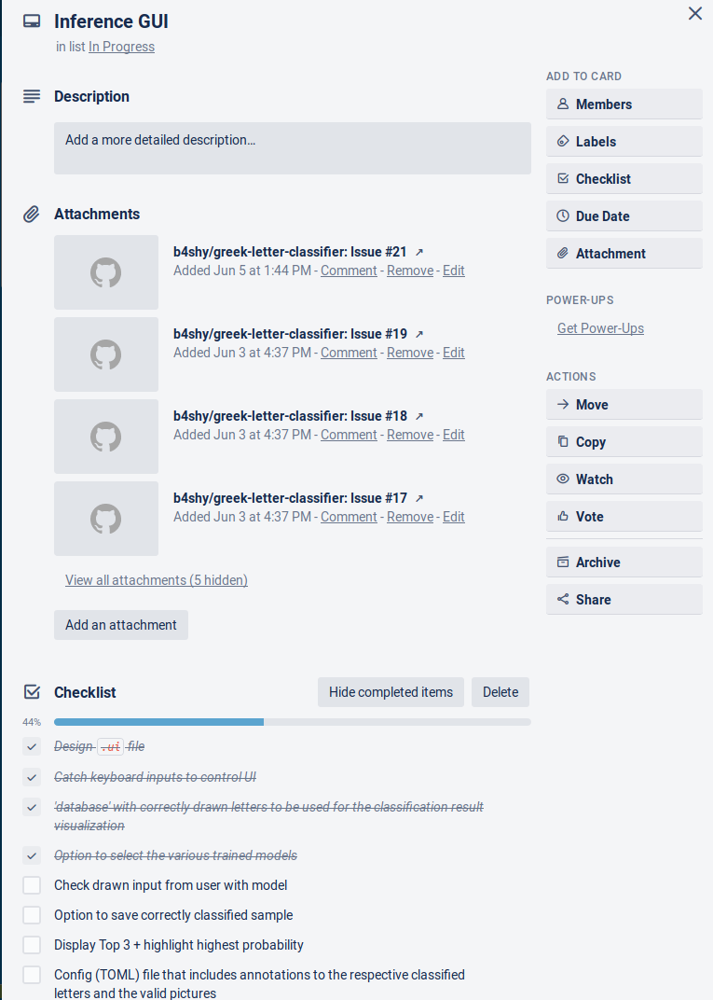 Inference GUI
in list In Progress
Description
Add a more detailed description…
Attachments
b4shy/greek-letter-classifier: Issue #21 ↗
Added Jun 5 at 1:44 PM - Comment - Remove - Edit
b4shy/greek-letter-classifier: Issue #19 ↗
Added Jun 3 at 4:37 PM - Comment - Remove - Edit
b4shy/greek-letter-classifier: Issue #18 ↗
Added Jun 3 at 4:37 PM - Comment - Remove - Edit
b4shy/greek-letter-classifier: Issue #17 ↗
Added Jun 3 at 4:37 PM - Comment - Remove - Edit
View all attachments (5 hidden)
Add an attachment
Checklist
Hide completed items
Delete
44%
Design .ui file
Catch keyboard inputs to control UI
'database' with correctly drawn letters to be used for the classification result
visualization
Option to select the various trained models
Check drawn input from user with model
Option to save correctly classified sample
Display Top 3 + highlight highest probability
Config (TOML) file that includes annotations to the respective classified
letters and the valid pictures
ADD TO CARD
Members
Labels
Checklist
Due Date
Attachment
POWER-UPS
Get Power-Ups
ACTIONS
Move
Copy
Watch
Vote
Archive
Share